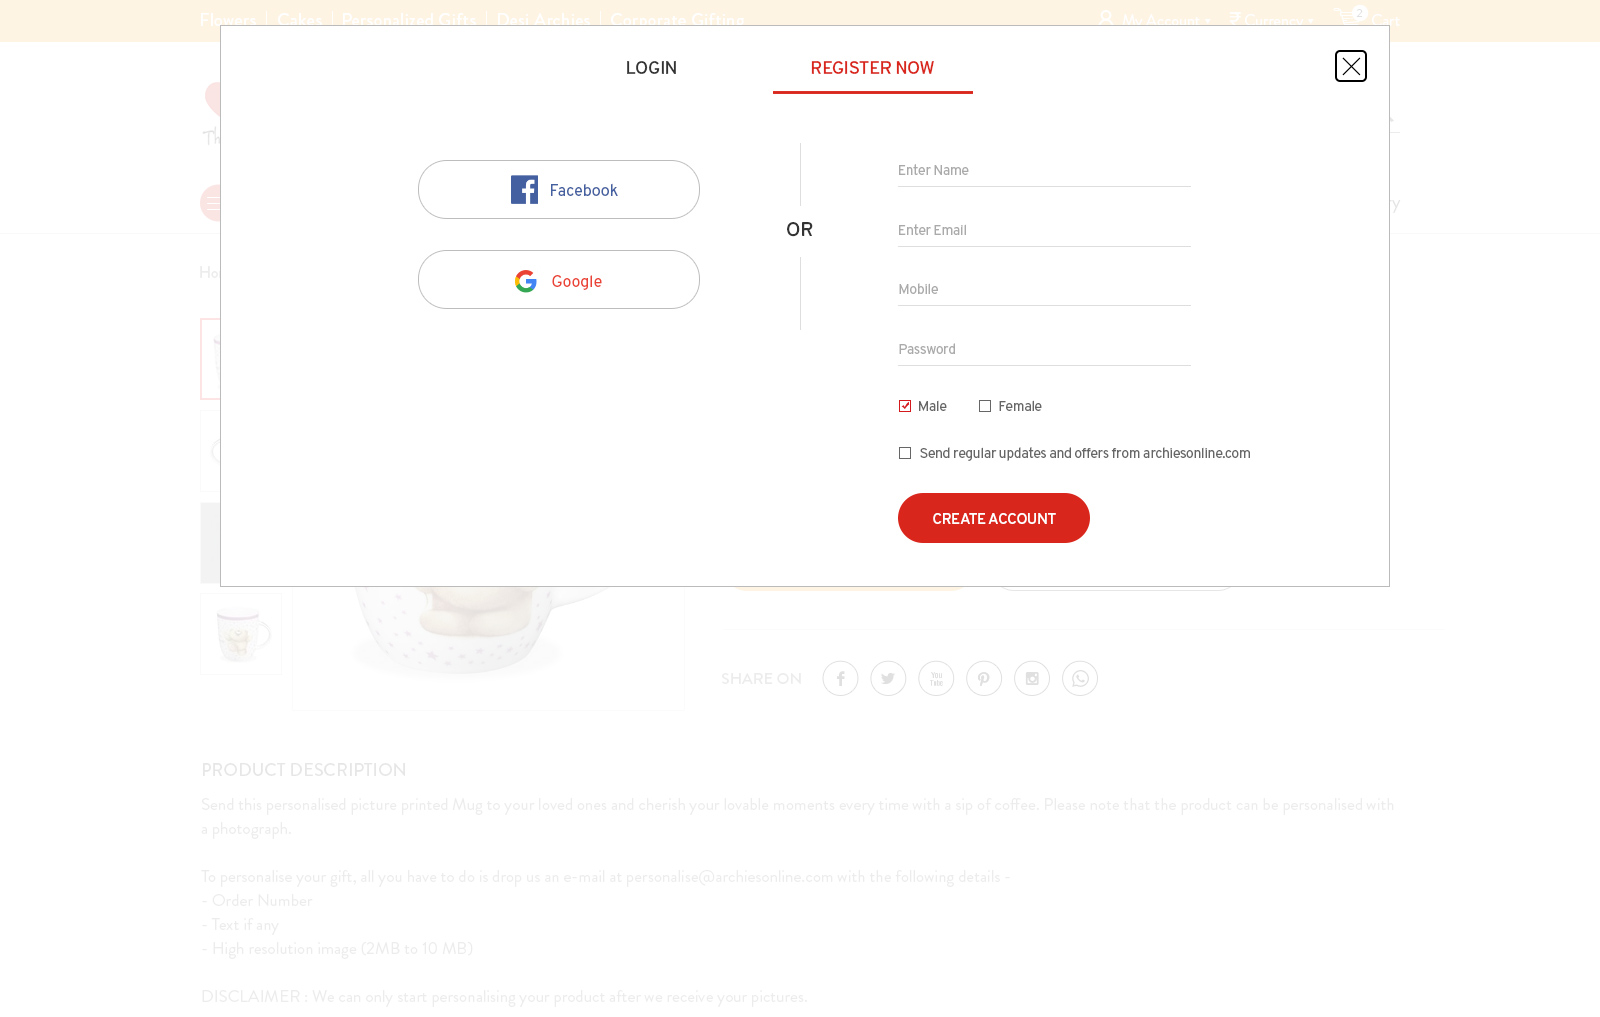 Flowers | Cakes | Personalized Gifts | Desi Archies | Corporate Gifting
My Account
₹ Currency
2
Cart
LOGIN
REGISTER NOW
Facebook
Google
OR
Enter Name
Enter Email
Mobile
Password
Male
Female
Send regular updates and offers from archiesonline.com
CREATE ACCOUNT
SHARE ON
You Tube
PRODUCT DESCRIPTION
Send this personalised picture printed Mug to your loved ones and cherish your lovable moments every time with a sip of coffee. Please note that the product can be personalised with
a photograph.
To personalise your gift, all you have to do is drop us an e-mail at personalise@archiesonline.com with the following details -
- Order Number
- Text if any
- High resolution image (2MB to 10 MB)
DISCLAIMER : We can only start personalising your product after we receive your pictures.